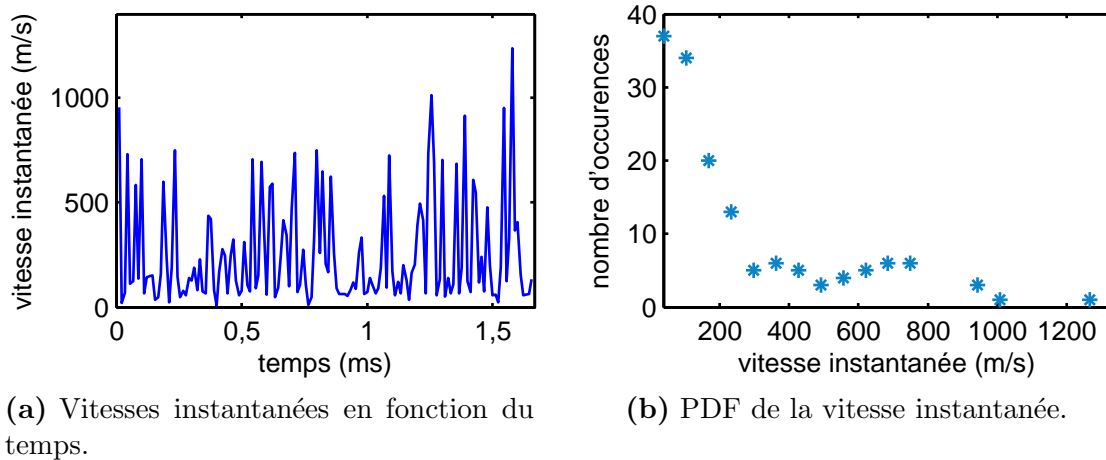 vitesse instantanée (m/s)
1000
500
0
0
0,5
1
1,5
temps (ms)
(a) Vitesses instantanées en fonction du
temps.
nombre d'occurences
40
30
20
10
0
200
400
600
800
1000
1200
vitesse instantanée (m/s)
(b) PDF de la vitesse instantanée.